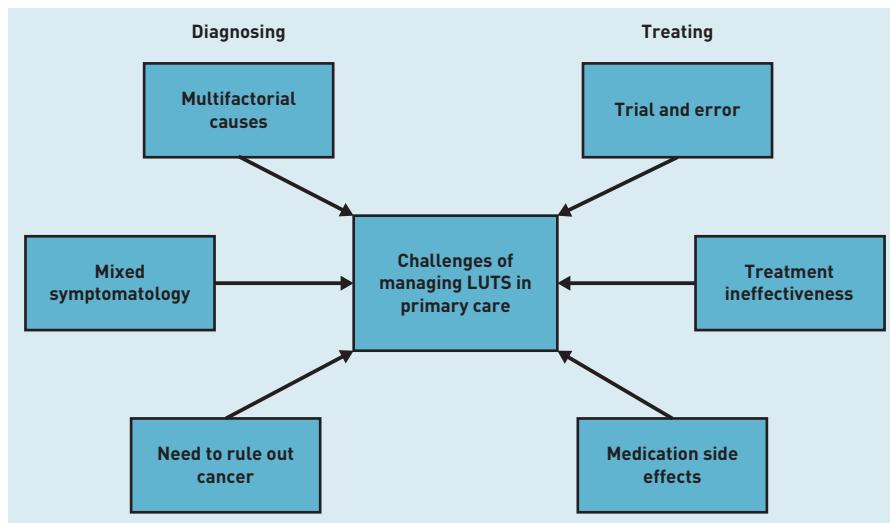 Diagnosing
Treating
Multifactorial
causes
Trial and error
Mixed
symptomatology
Challenges of
managing LUTS in
primary care
Treatment
ineffectiveness
Need to rule out
cancer
Medication side
effects